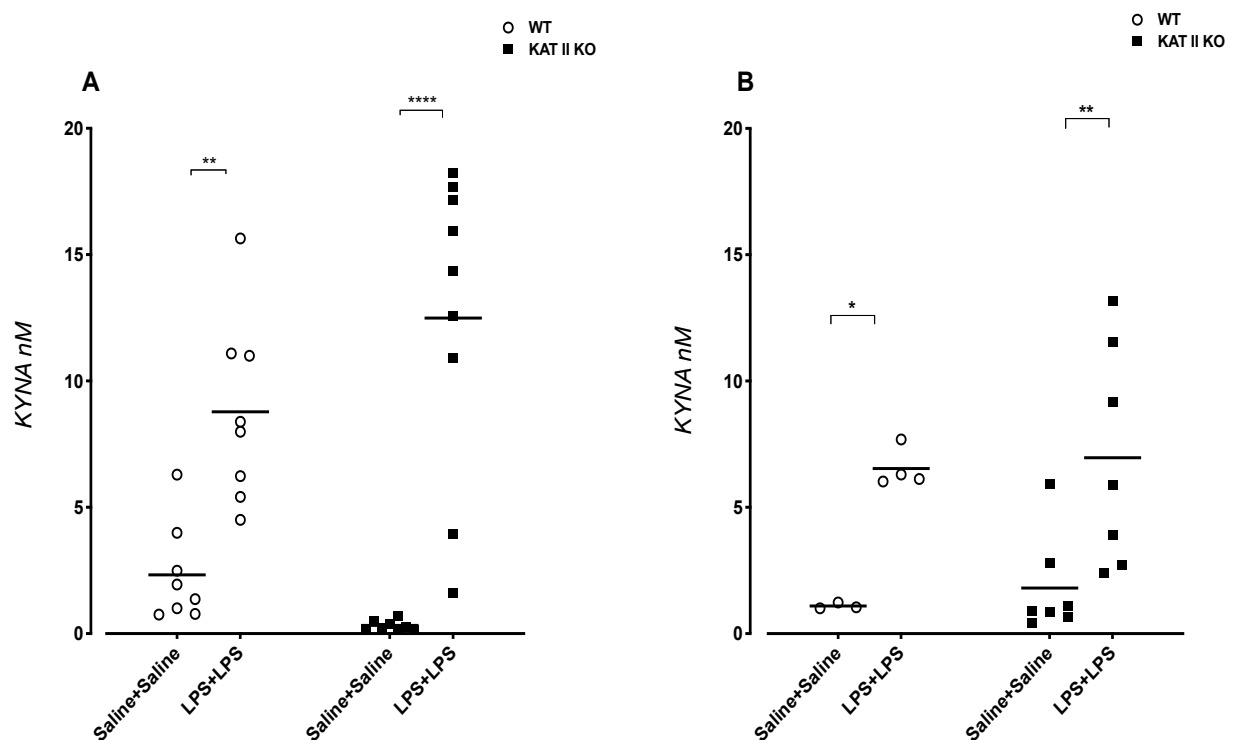 WT
KAT II KO
A
**
****
20
15
10
5
0
KYNA nM
Saline+Saline
LPS+LPS
Saline+Saline
LPS+LPS
WT
KAT II KO
B
*
**
20
15
10
5
0
KYNA nM
Saline+Saline
LPS+LPS
Saline+Saline
LPS+LPS